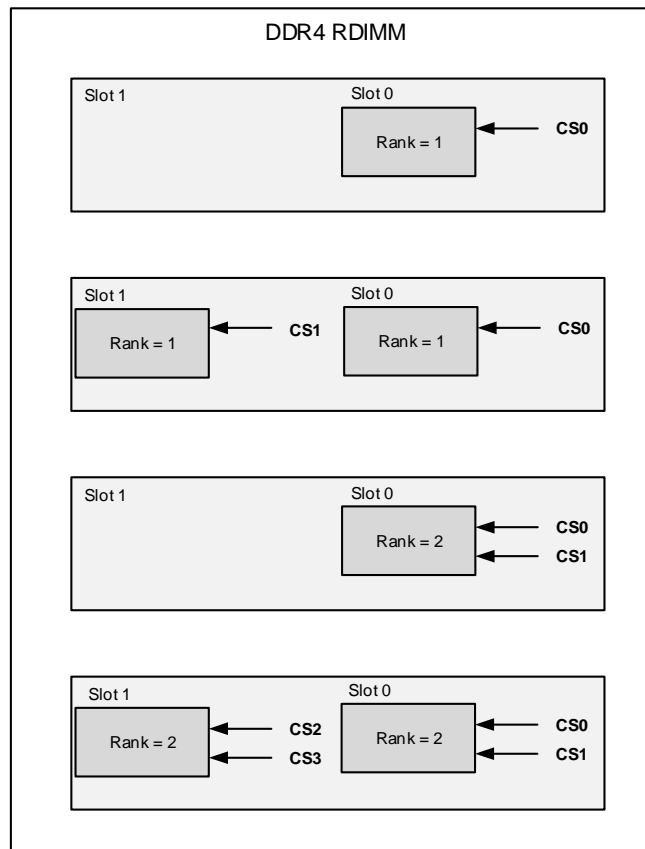 DDR4 RDIMM
Slot 1 Slot 0
Rank = 1 CS0
Slot 1 Slot 0
Rank = 1 CS1 Rank = 1 CS0
Slot 1 Slot 0
Rank = 2 CS0
CS1
Slot 1 Slot 0
Rank = 2 CS2 Rank = 2 CS0
CS3 CS1